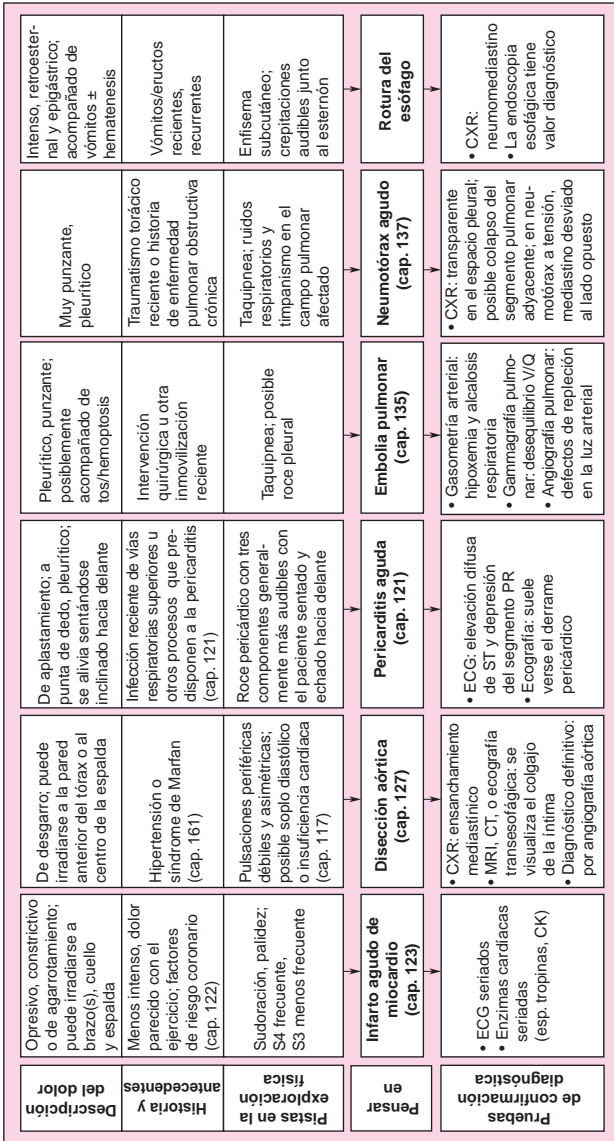 Descripción
del dolor
Opresivo, constrictivo
o de agarrotamiento;
puede irradiarse a
brazo(s), cuello
y espalda
De desgarro; puede
irradiarse a la pared
anterior del tórax o al
centro de la espalda
De aplastamiento; a
punta de dedo, pleurítico;
se alivia sentándose
inclinado hacia delante
Pleurítico, punzante;
posiblemente
acompañado de
tos/hemoptosis
Muy punzante,
pleurítico
Intenso, retroester-
nal y epigástrico;
acompañado de
vómitos ±
hematenesis
Historia y
antecedentes
Menos intenso, dolor
parecido con el
ejercicio; factores
de riesgo coronario
(cap. 122)
Hipertensión o
síndrome de Marfan
(cap. 161)
Infección reciente de vías
respiratorias superiores u
otros procesos que pre-
disponen a la pericarditis
(cap. 121)
Intervención
quirúrgica u otra
inmovilización
reciente
Traumatismo torácico
reciente o historia
de enfermedad
pulmonar obstructiva
crónica
Vómitos/eructos
recientes,
recurrentes
Pistas en la
exploración
física
Sudoración, palidez;
S4 frecuente,
S3 menos frecuente
Pulsaciones periféricas
débiles y asimétricas;
posible soplo diastólico
o insuficiencia cardíaca
(cap. 117)
Roce pericárdico con tres
componentes general-
mente más audibles con
el paciente sentado y
echado hacia delante
Taquipnea; posible
roce pleural
Taquipnea; ruidos
respiratorios y
timpanismo en el
campo pulmonar
afectado
Enfisema
subcutáneo;
crepitaciones
audibles junto
al esternón
Pensar
en
Infarto agudo de
miocardio
(cap. 123)
Disección aórtica
(cap. 127)
Pericarditis aguda
(cap. 121)
Embolia pulmonar
(cap. 135)
Neumotórax agudo
(cap. 137)
Rotura del
esófago
Pruebas
de confirmación
diagnóstica
• ECG seriados
• Enzimas cardíacas
seriadas
(esp. tropinas, CK)
• CXR: ensanchamiento
mediastínico
• MRI, CT, o ecografía
transesofágica: se
visualiza el colgajo
de la íntima
• Diagnóstico definitivo:
por angiografía aórtica
• ECG: elevación difusa
de ST y depresión
del segmento PR
• Ecografía: suele
verse el derrame
pericárdico
• Gasometría arterial:
hipoxemia y alcalosis
respiratoria
• Gammagrafía pulmo-
nar: desequilibrio V/Q
• Angiografía pulmonar:
defectos de repleción
en la luz arterial
• CXR: transparente
en el espacio pleural;
posible colapso del
segmento pulmonar
adyacente; en neu-
motórax a tensión,
mediastino desviado
al lado opuesto
• CXR:
neumomediastino
• La endoscopia
esofágica tiene
valor diagnóstico